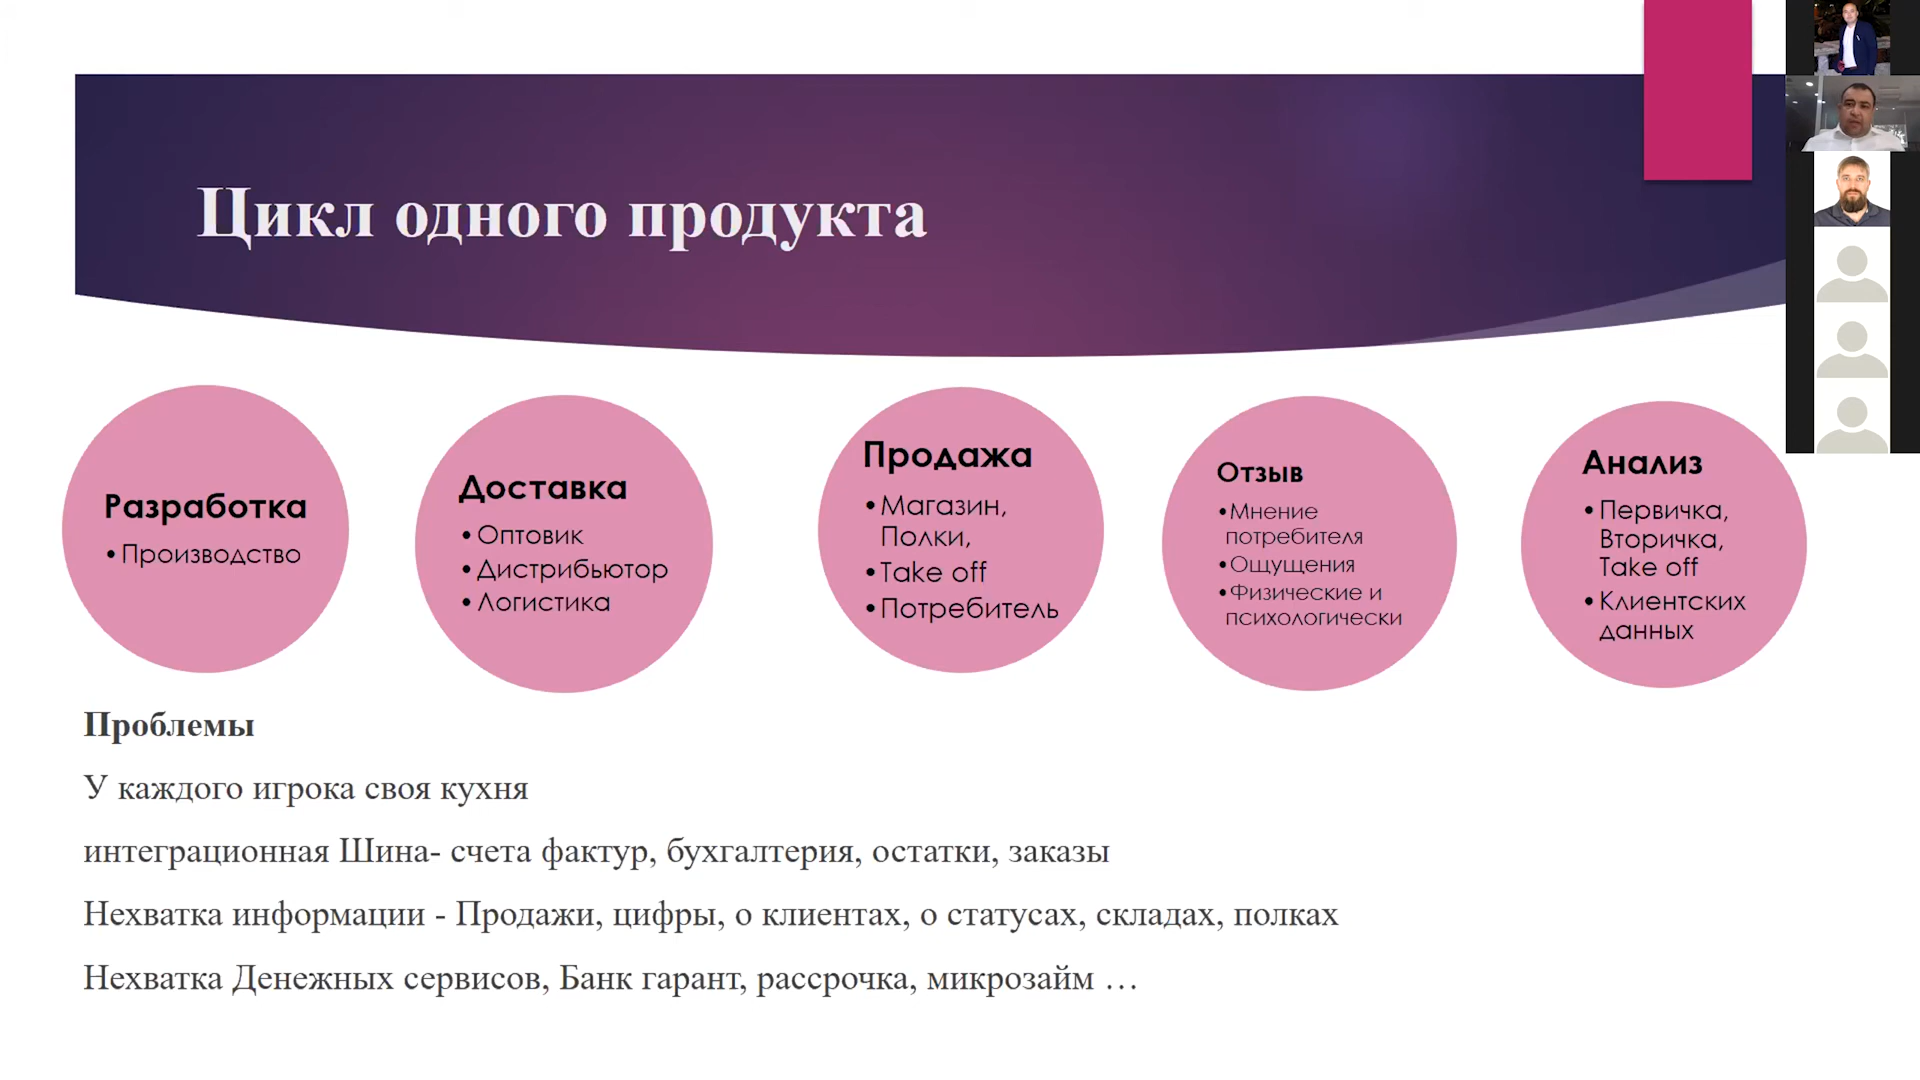 Цикл одного продукта
Разработка
•Производство
Доставка
•Оптовик
•Дистрибьютор
•Логистика
Продажа
•Магазин,
Полки,
•Take off
•Потребитель
Отзыв
•Мнение
потребителя
•Ощущения
•Физические и
психологически
Анализ
•Первичка,
Вторичка,
Take off
•Клиентских
данных
Проблемы
У каждого игрока своя кухня
интеграционная Шина- счета фактур, бухгалтерия, остатки, заказы
Нехватка информации - Продажи, цифры, о клиентах, о статусах, складах, полках
Нехватка Денежных сервисов, Банк гарант, рассрочка, микрозайм …